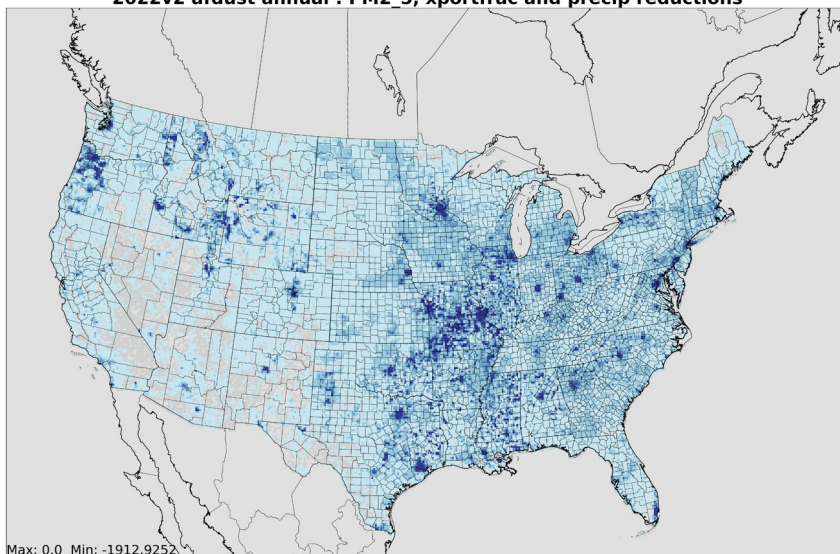 2022v2 afdust annual : PM2_5, xportfrac and precip reductions
Max: 0.0 Min: -1912.9252